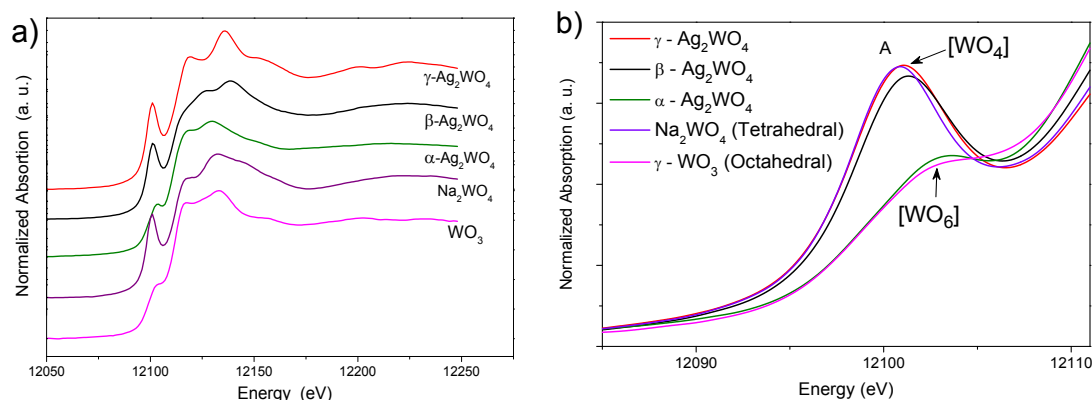 a)
Normalized Absortion (a. u.)
γ-Ag₂WO₄
β-Ag₂WO₄
α-Ag₂WO₄
Na₂WO₄
WO₃
12050 12100 12150 12200 12250
Energy (eV)
b)
Normalized Absorption (a. u.)
γ - Ag₂WO₄
β - Ag₂WO₄
α - Ag₂WO₄
Na₂WO₄ (Tetrahedral)
γ - WO₃ (Octahedral)
A
[WO₄]
[WO₆]
12090 12100 12110
Energy (eV)